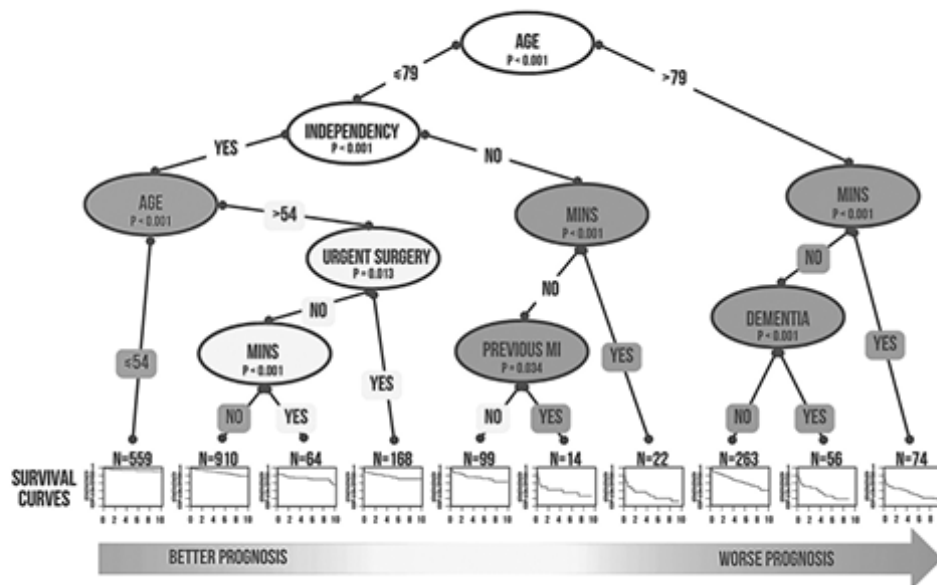 AGE
P < 0.001
≤79
>79
INDEPENDENCY
P < 0.001
YES
NO
AGE
P < 0.001
MINS
P < 0.001
MINS
P < 0.001
>54
URGENT SURGERY
P = 0.013
NO
NO
NO
DEMENTIA
P < 0.001
MINS
P = 0.001
PREVIOUS MI
P = 0.034
≤54
YES
YES
YES
NO
YES
NO
YES
NO
YES
N=559
N=910
N=64
N=168
N=99
N=14
N=22
N=263
N=56
N=74
SURVIVAL
CURVES
0 2 4 6 8 10
0 2 4 6 8 10
0 2 4 6 8 10
0 2 4 6 8 10
0 2 4 6 8 10
0 2 4 6 8 10
0 2 4 6 8 10
0 2 4 6 8 10
0 2 4 6 8 10
0 2 4 6 8
BETTER PROGNOSIS
WORSE PROGNOSIS